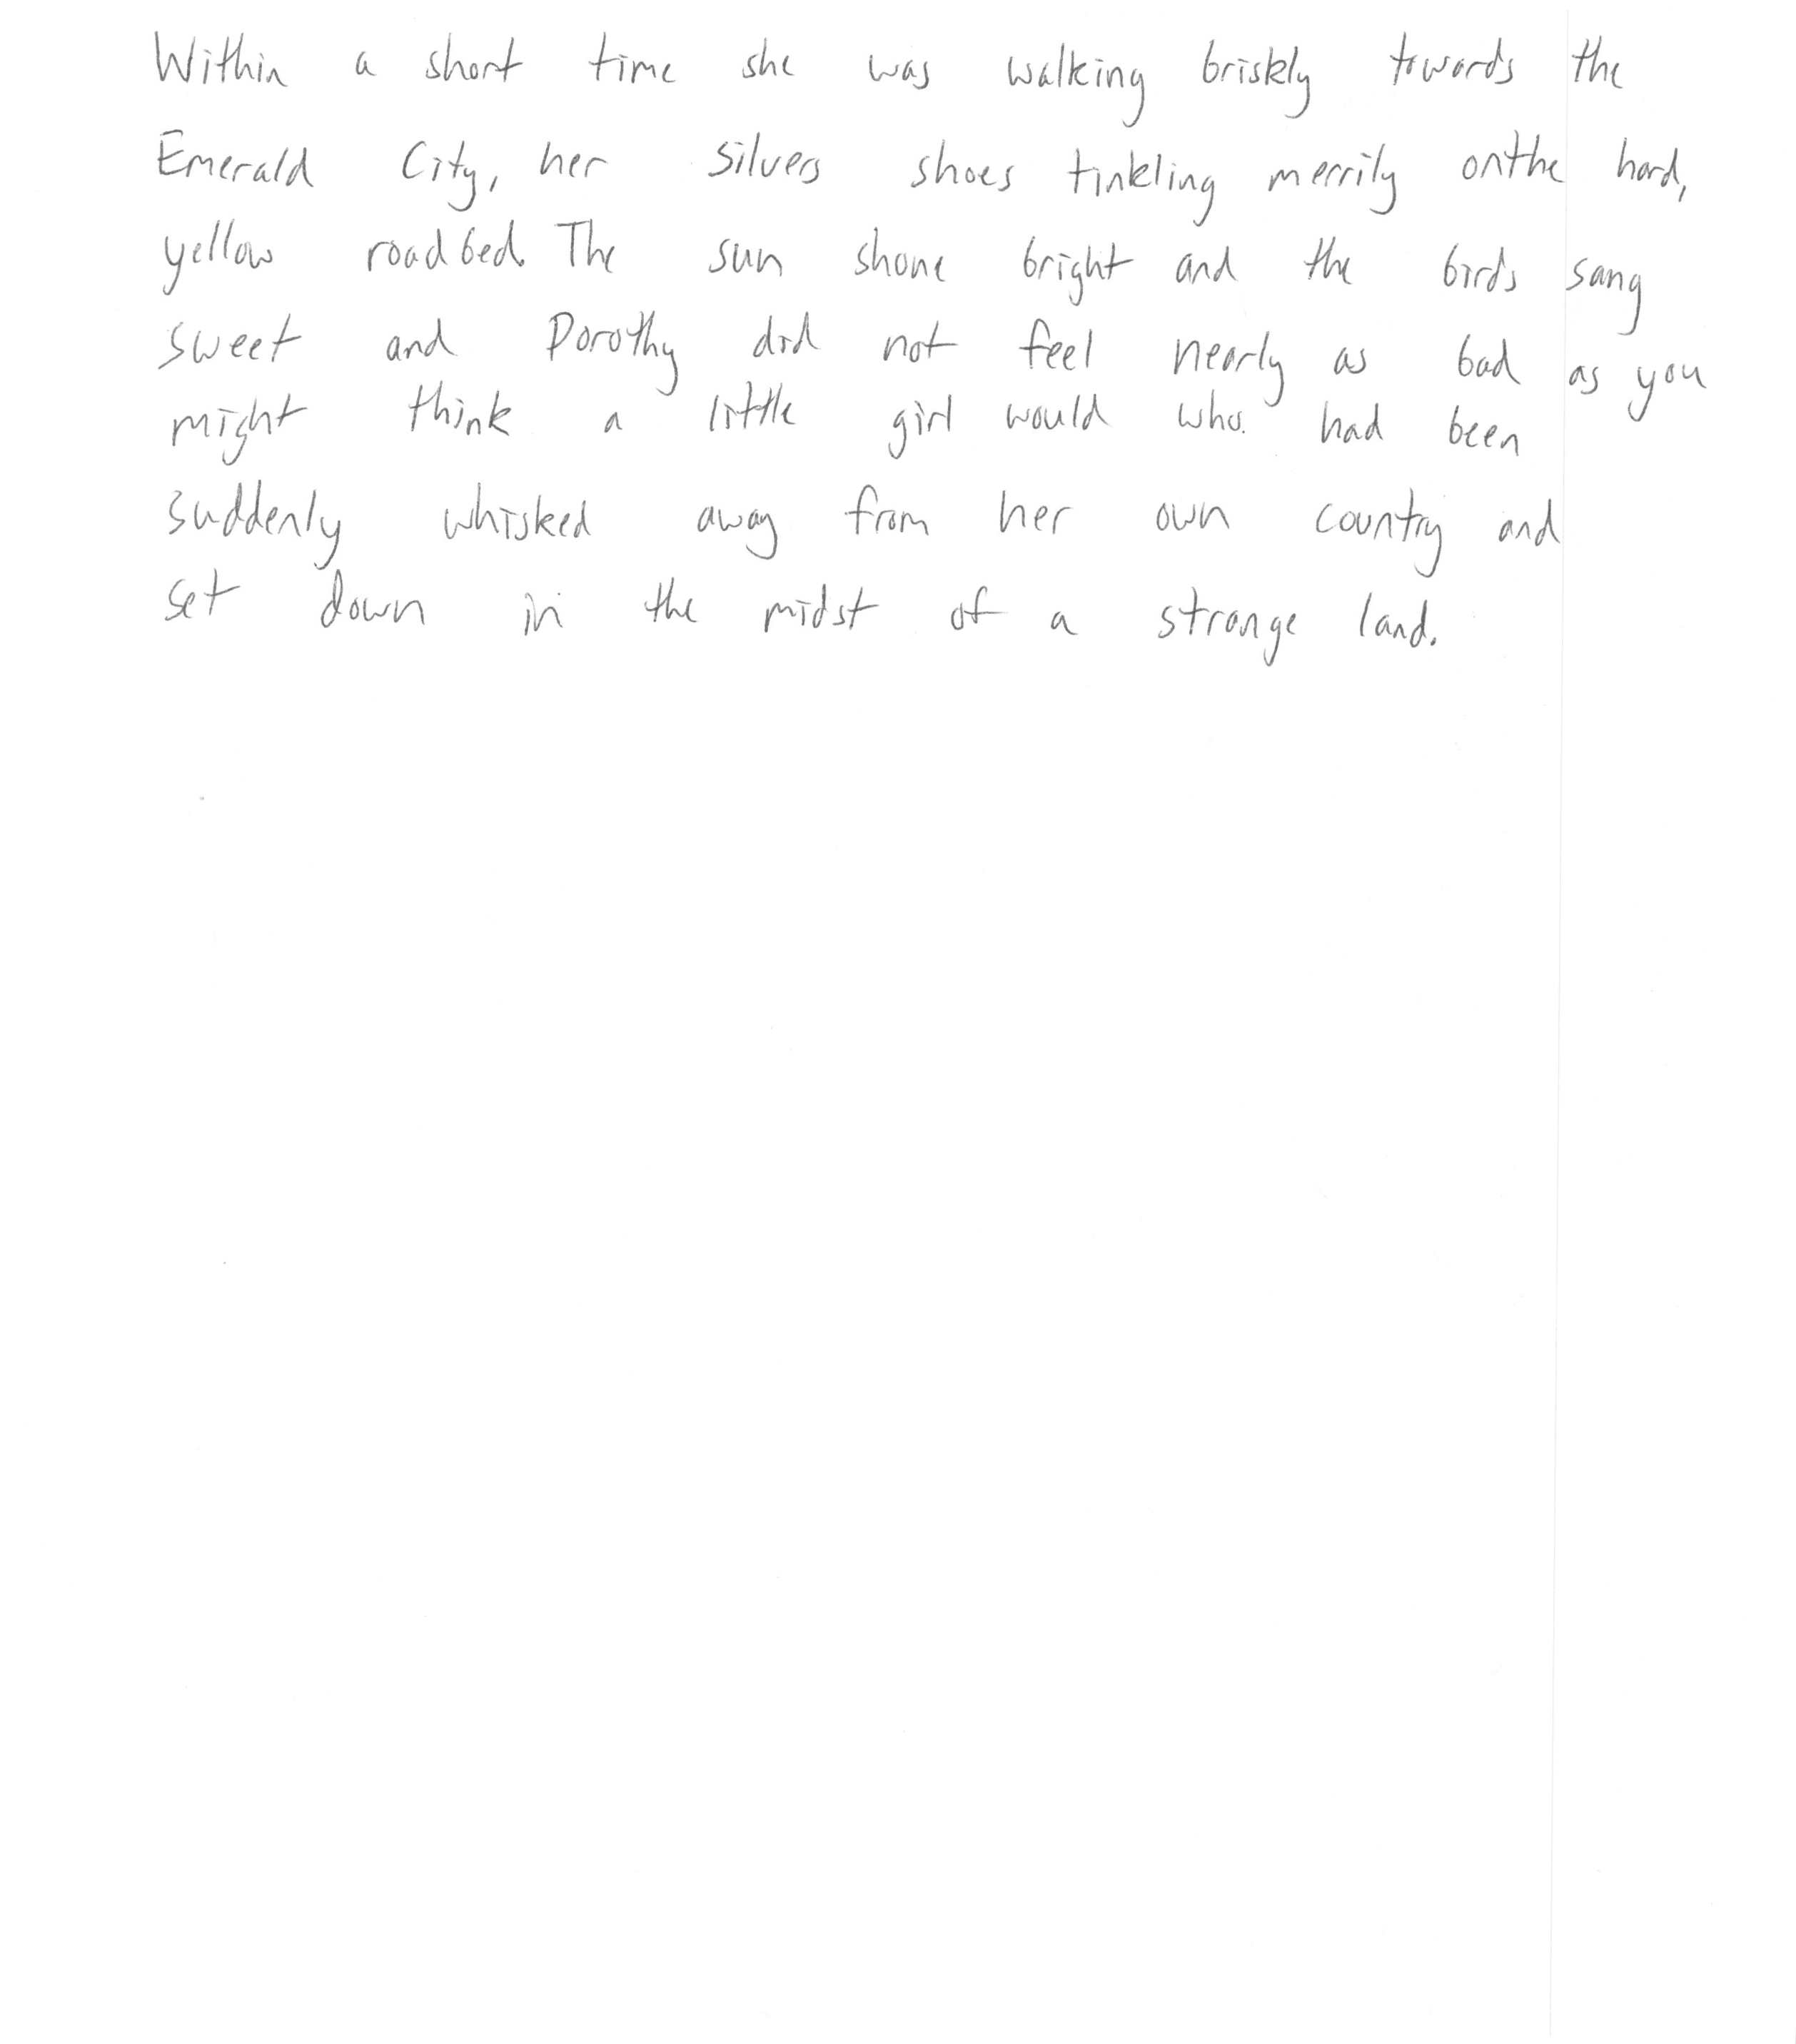 Within a short time she was walking briskly towards the
Emerald City, her silvers shoes tinkling merrily onthe hard,
yellow roadbed. The sun shone bright and the birds sang
sweet and Dorothy did not feel nearly as bad as you
might think a little girl would who. had been
suddenly whisked away from her own country and
set down in the midst of a strange land.